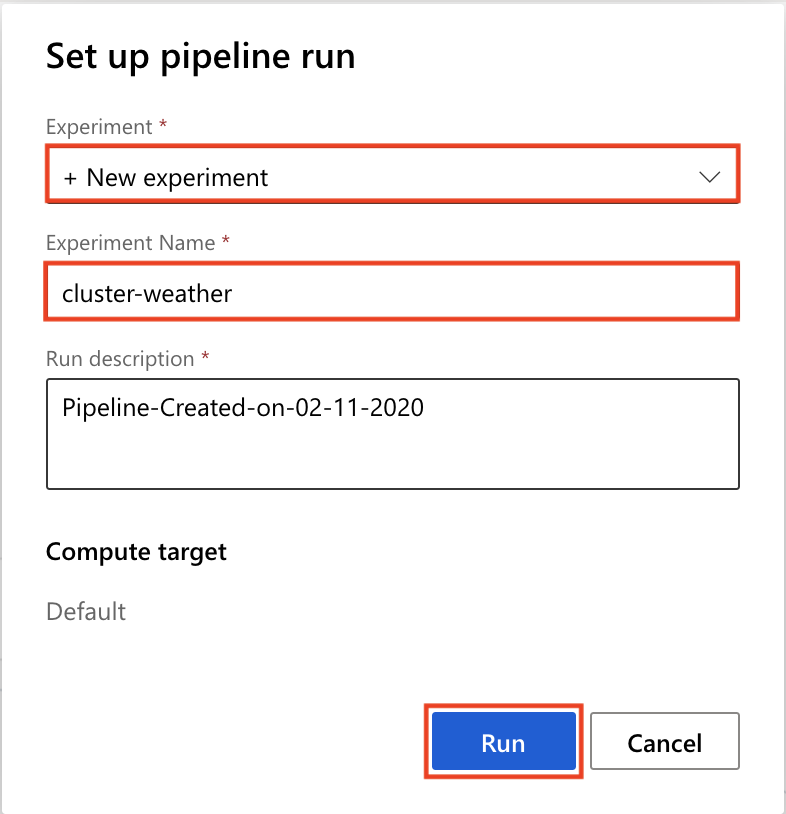 Set up pipeline run
Experiment *
+ New experiment
Experiment Name *
cluster-weather
Run description *
Pipeline-Created-on-02-11-2020
Compute target
Default
Run Cancel